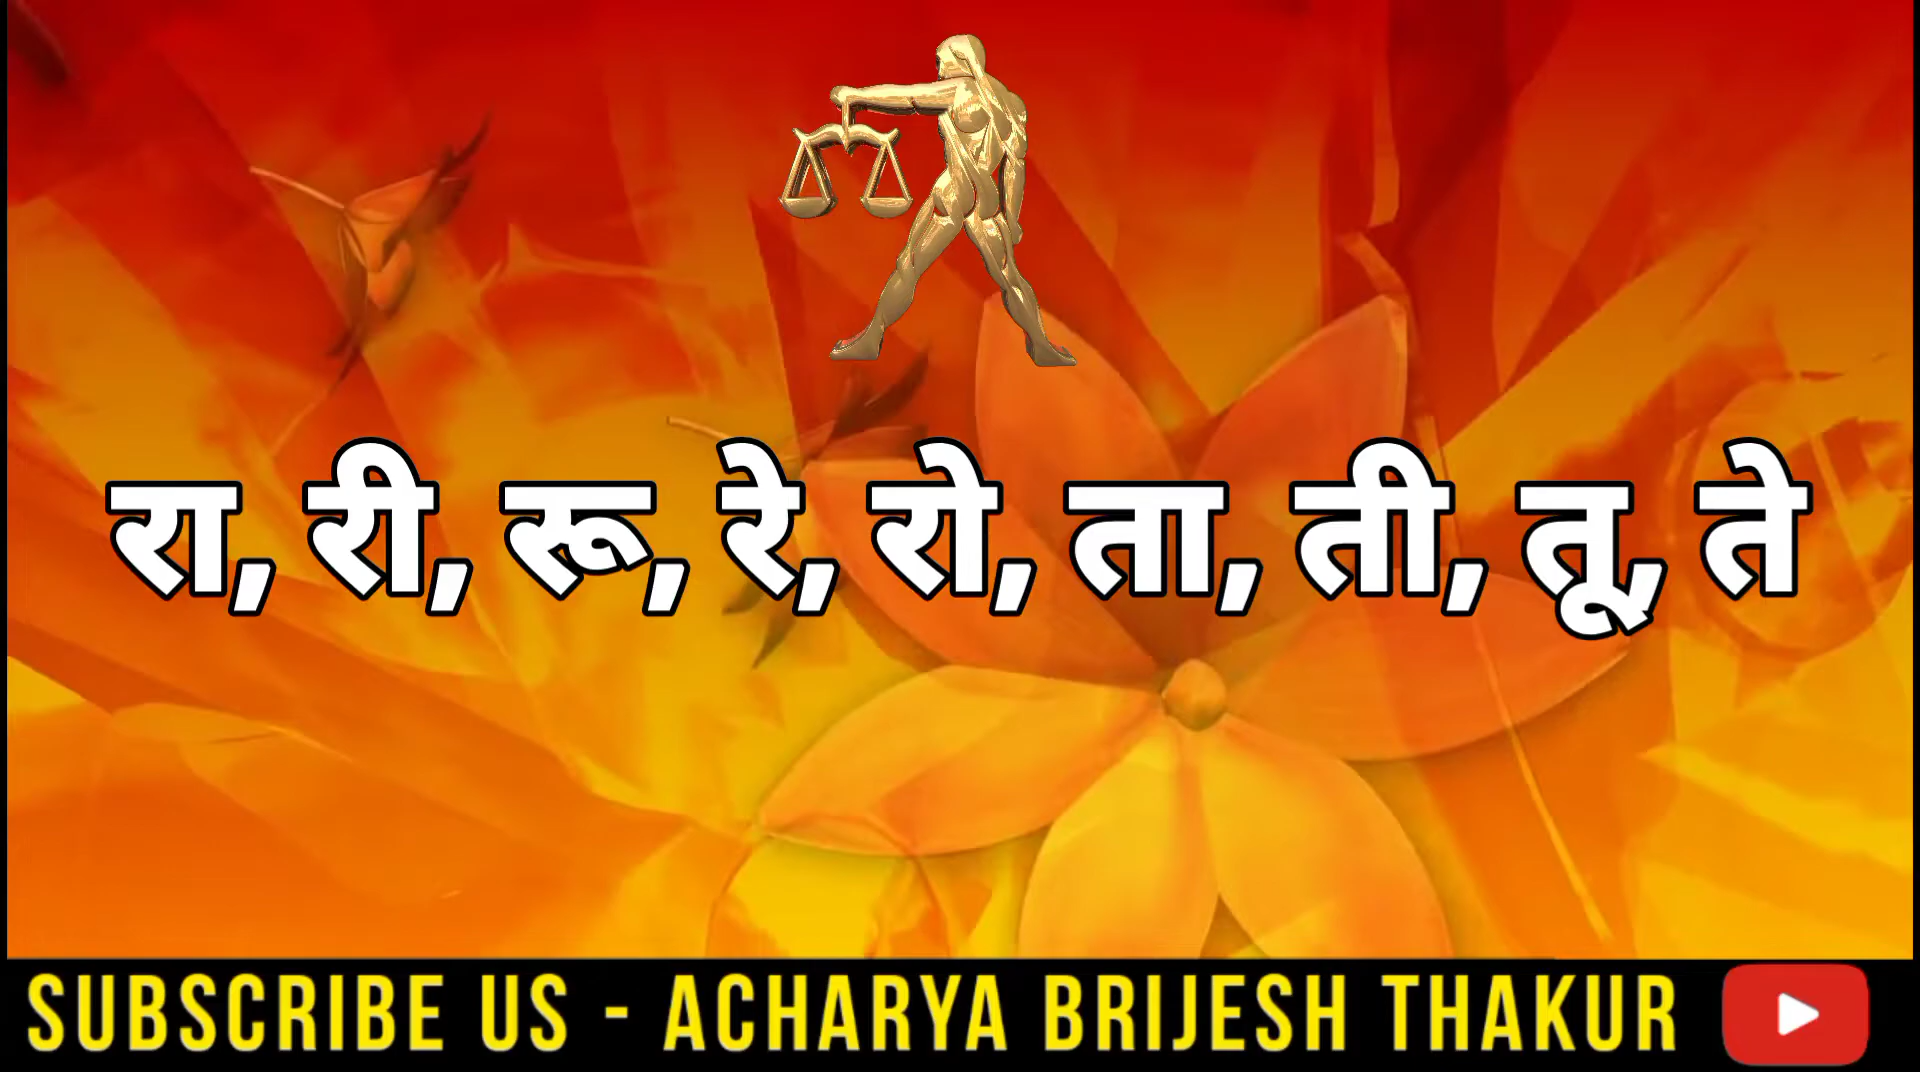 रा, री, रू, रे, रो, ता, ती, तू, ते
SUBSCRIBE US - ACHARYA BRIJESH THAKUR